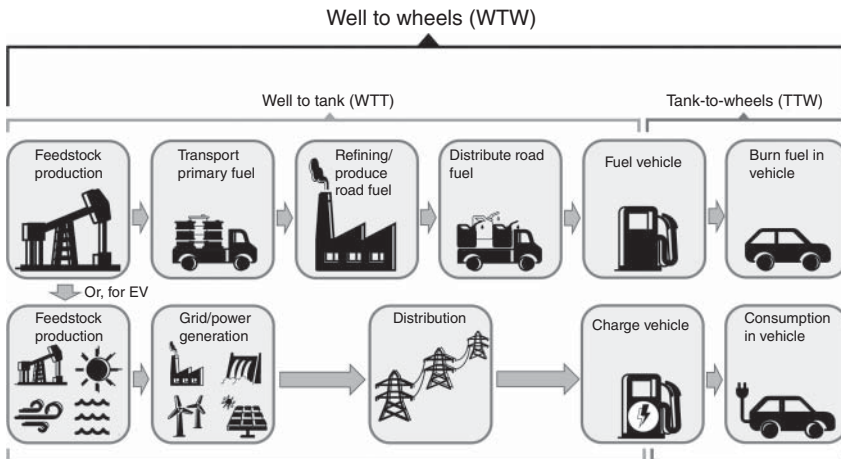 Well to wheels (WTW)
Well to tank (WTT)
Tank-to-wheels (TTW)
Feedstock
production
Transport
primary fuel
Refining/
produce
road fuel
Distribute road
fuel
Fuel vehicle
Burn fuel in
vehicle
Or, for EV
Feedstock
production
Grid/power
generation
Distribution
Charge vehicle
Consumption
in vehicle